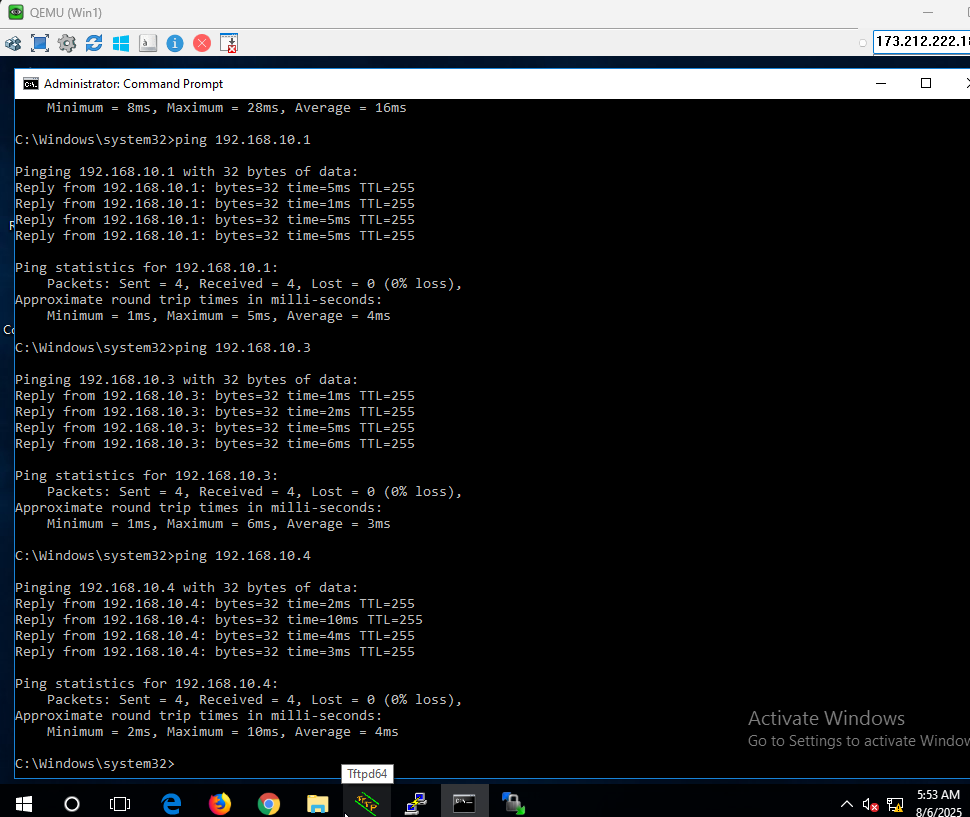 QEMU (Win1)
173.212.222.1
Administrator: Command Prompt
Minimum = 8ms, Maximum = 28ms, Average = 16ms
C:\Windows\system32>ping 192.168.10.1
Pinging 192.168.10.1 with 32 bytes of data:
Reply from 192.168.10.1: bytes=32 time=5ms TTL=255
Reply from 192.168.10.1: bytes=32 time=1ms TTL=255
Reply from 192.168.10.1: bytes=32 time=5ms TTL=255
Reply from 192.168.10.1: bytes=32 time=5ms TTL=255
Ping statistics for 192.168.10.1:
Packets: Sent = 4, Received = 4, Lost = 0 (0% loss),
Approximate round trip times in milli-seconds:
Minimum = 1ms, Maximum = 5ms, Average = 4ms
C:\Windows\system32>ping 192.168.10.3
Pinging 192.168.10.3 with 32 bytes of data:
Reply from 192.168.10.3: bytes=32 time=1ms TTL=255
Reply from 192.168.10.3: bytes=32 time=2ms TTL=255
Reply from 192.168.10.3: bytes=32 time=5ms TTL=255
Reply from 192.168.10.3: bytes=32 time=6ms TTL=255
Ping statistics for 192.168.10.3:
Packets: Sent = 4, Received = 4, Lost = 0 (0% loss),
Approximate round trip times in milli-seconds:
Minimum = 1ms, Maximum = 6ms, Average = 3ms
C:\Windows\system32>ping 192.168.10.4
Pinging 192.168.10.4 with 32 bytes of data:
Reply from 192.168.10.4: bytes=32 time=2ms TTL=255
Reply from 192.168.10.4: bytes=32 time=10ms TTL=255
Reply from 192.168.10.4: bytes=32 time=4ms TTL=255
Reply from 192.168.10.4: bytes=32 time=3ms TTL=255
Ping statistics for 192.168.10.4:
Packets: Sent = 4, Received = 4, Lost = 0 (0% loss),
Approximate round trip times in milli-seconds:
Minimum = 2ms, Maximum = 10ms, Average = 4ms
C:\Windows\system32>
Activate Windows
Go to Settings to activate Window
Tftpd64
5:53 AM
8/6/2025